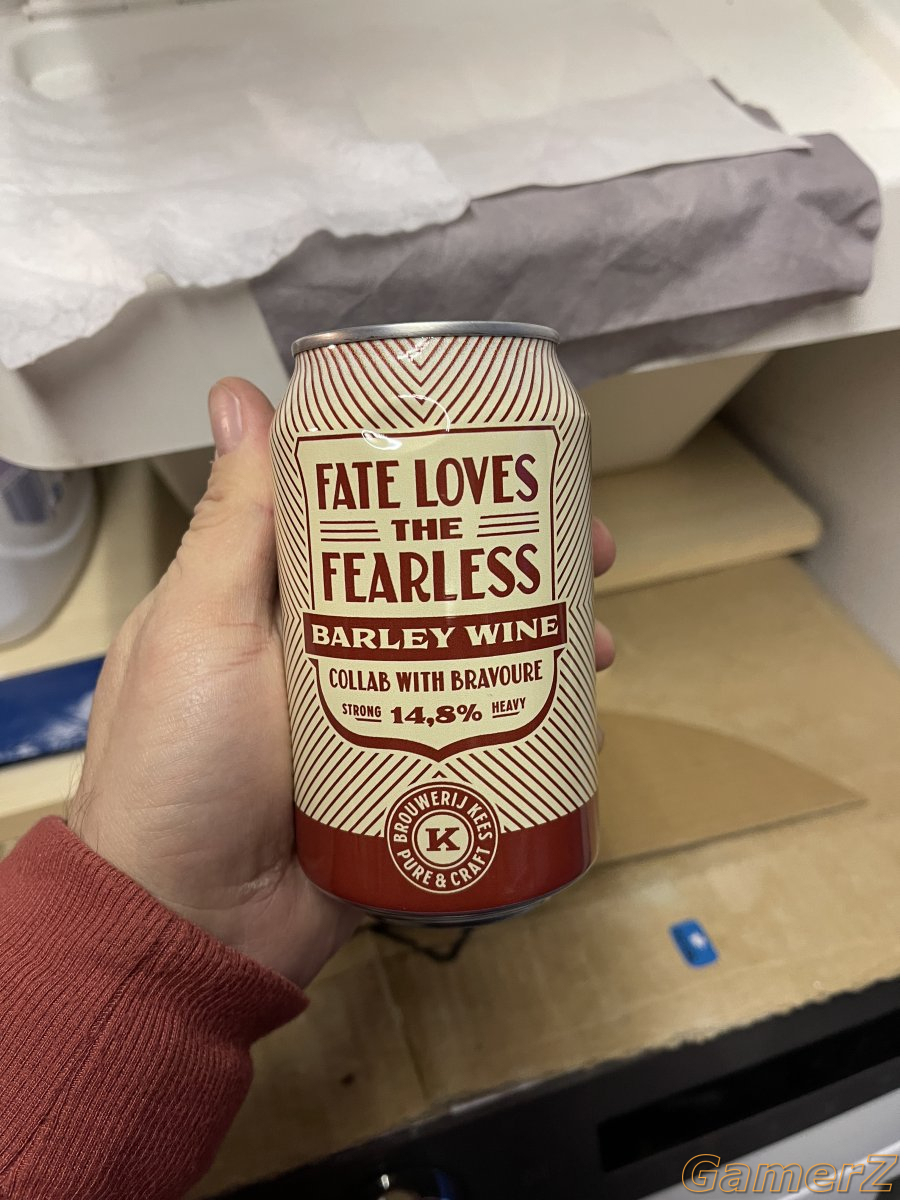 FATE LOVES
THE
FEARLESS
BARLEY WINE
COLLAB WITH BRAVOURE
STRONG 14,8% HEAVY
BROUWERIJ KEES
K
PURE & CRAFT
GamerZ